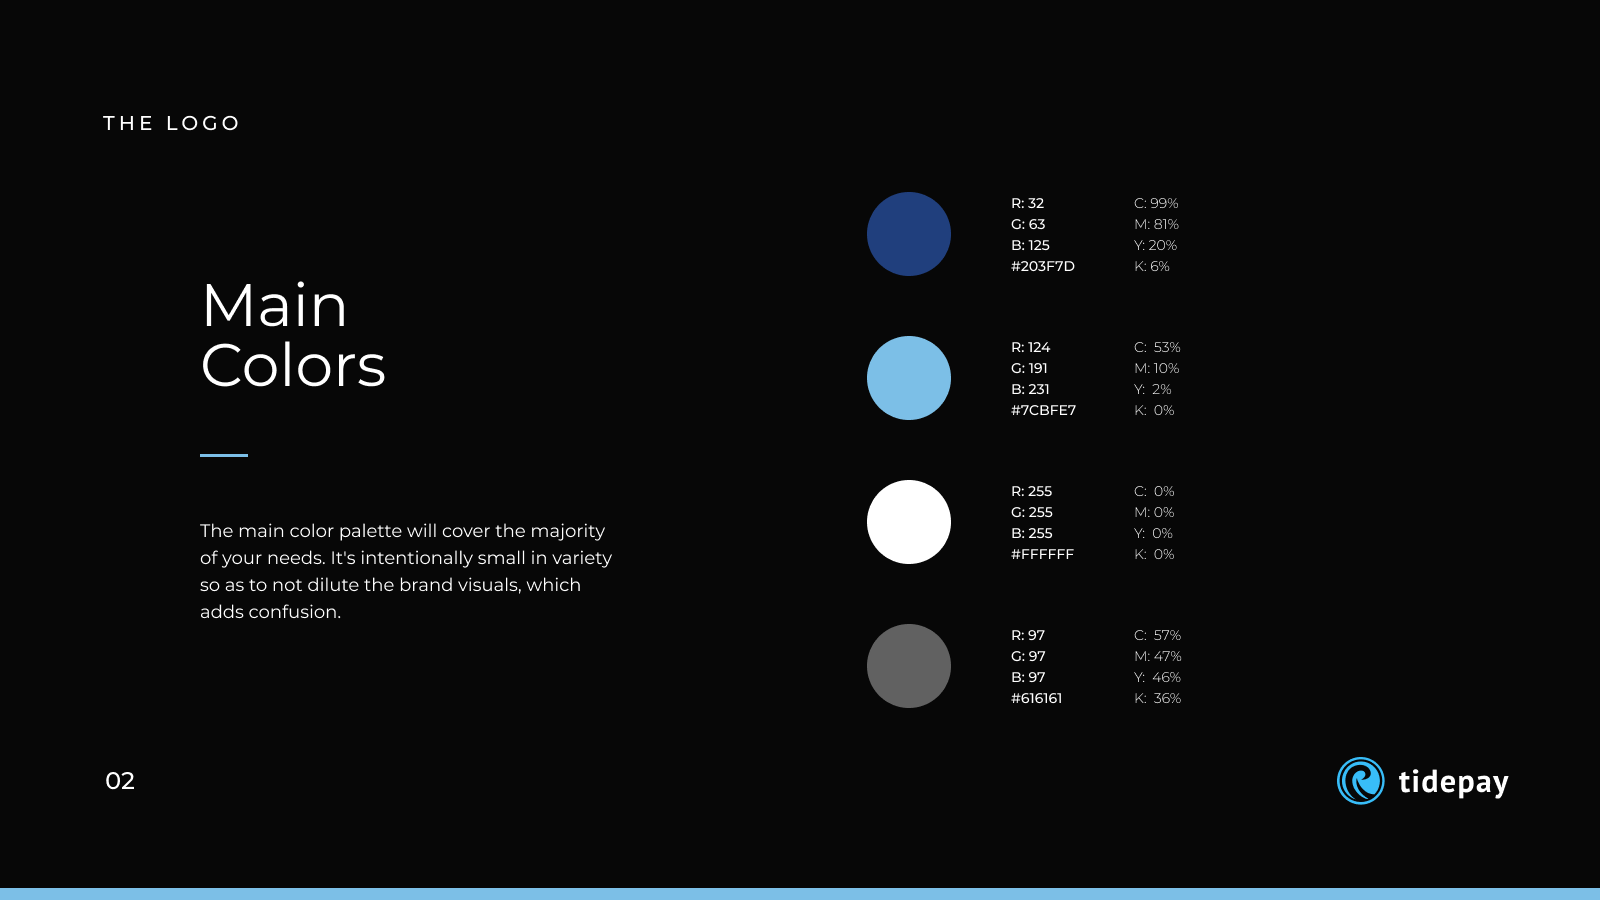 THE LOGO
Main
Colors
The main color palette will cover the majority
of your needs. It's intentionally small in variety
so as to not dilute the brand visuals, which
adds confusion.
R: 32
G: 63
B: 125
#203F7D
C: 99%
M: 81%
Y: 20%
K: 6%
R: 124
G: 191
B: 231
#7CBFE7
C: 53%
M: 10%
Y: 2%
K: 0%
R: 255
G: 255
B: 255
#FFFFFF
C: 0%
M: 0%
Y: 0%
K: 0%
R: 97
G: 97
B: 97
#616161
C: 57%
M: 47%
Y: 46%
K: 36%
02
tidepay